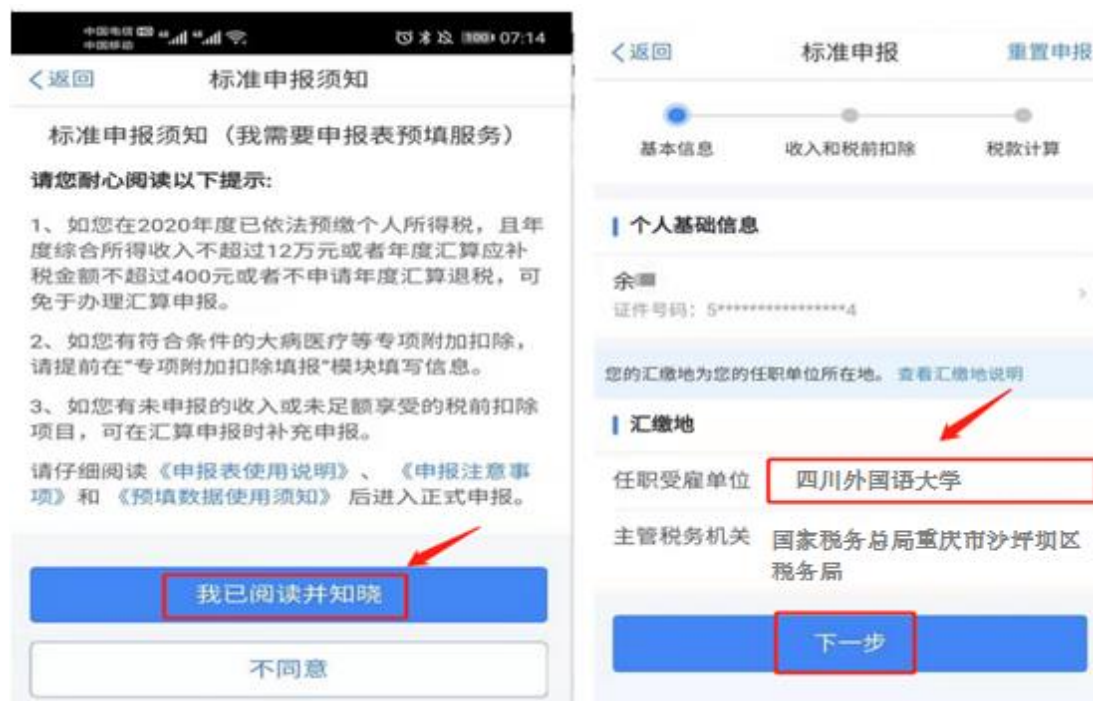 中国电信 HD
中国移动
100 07:14
返回 标准申报须知
标准申报须知（我需要申报表预填服务）
请您耐心阅读以下提示:
1、如您在2020年度已依法预缴个人所得税，且年
度综合所得收入不超过12万元或者年度汇算应补
税金额不超过400元或者不申请年度汇算退税，可
免于办理汇算申报。
2、如您有符合条件的大病医疗等专项附加扣除，
请提前在“专项附加扣除填报”模块填写信息。
3、如您有未申报的收入或未足额享受的税前扣除
项目，可在汇算申报时补充申报。
请仔细阅读《申报表使用说明》、《申报注意事
项》和《预填数据使用须知》后进入正式申报。
我已阅读并知晓
不同意
返回 标准申报 重置申报
基本信息 收入和税前扣除 税款计算
个人基础信息
余
证件号码：5****************4
您的汇缴地为您的任职单位所在地。查看汇缴地说明
汇缴地
任职受雇单位 四川外国语大学
主管税务机关 国家税务总局重庆市沙坪坝区
税务局
下一步